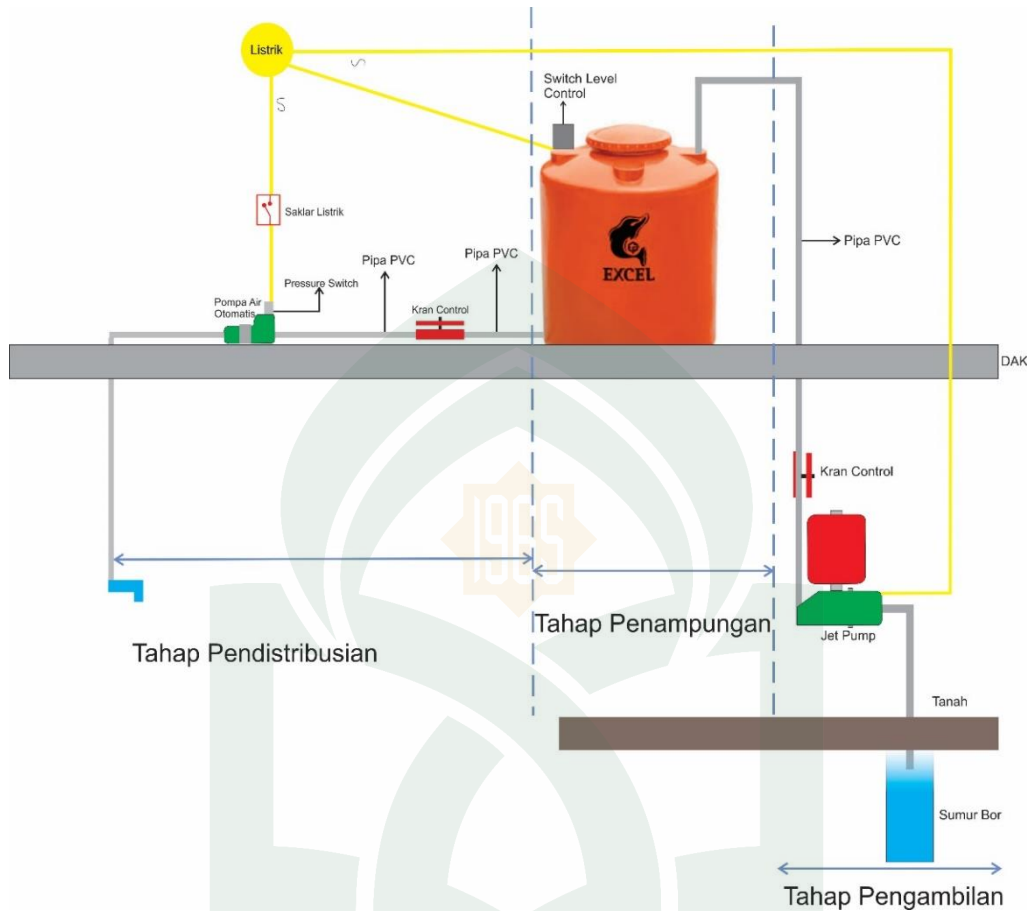 Listrik
S
S
Switch Level
Control
EXCEL
Pipa PVC
Saklar Listrik
Pipa PVC
Pipa PVC
Pressure Switch
Pompa Air
Otomatis
Kran Control
DAK
Kran Control
1965
Tahap Penampungan
Jet Pump
Tahap Pendistribusian
Tanah
Sumur Bor
Tahap Pengambilan